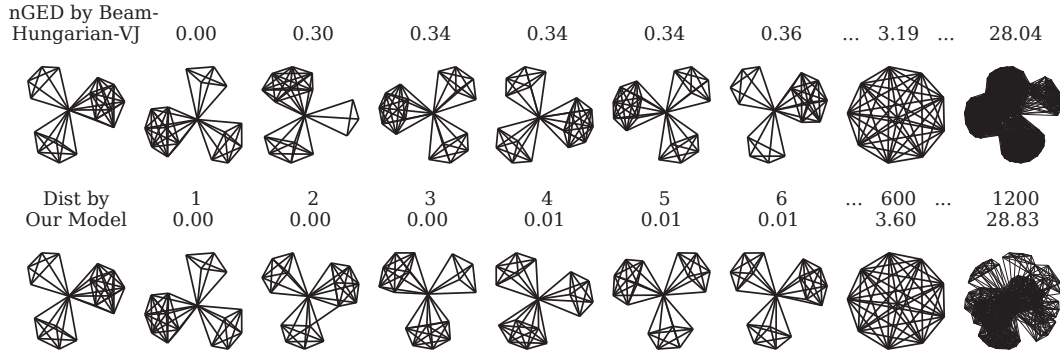 nGED by Beam-
Hungarian-VJ 0.00 0.30 0.34 0.34 0.34 0.36 ... 3.19 ... 28.04
Dist by 1 2 3 4 5 6 ... 600 ... 1200
Our Model 0.00 0.00 0.00 0.01 0.01 0.01 3.60 28.83